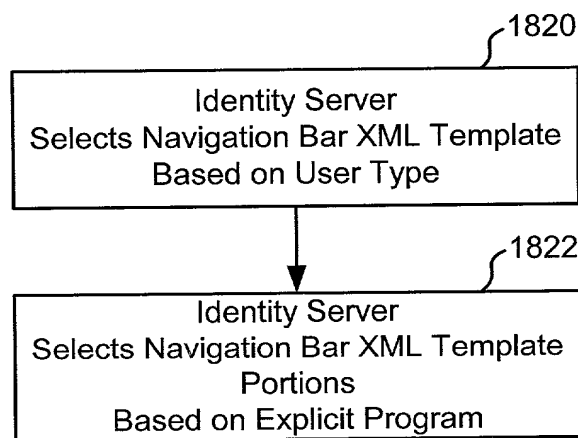 1820
Identity Server
Selects Navigation Bar XML Template
Based on User Type
1822
Identity Server
Selects Navigation Bar XML Template
Portions
Based on Explicit Program